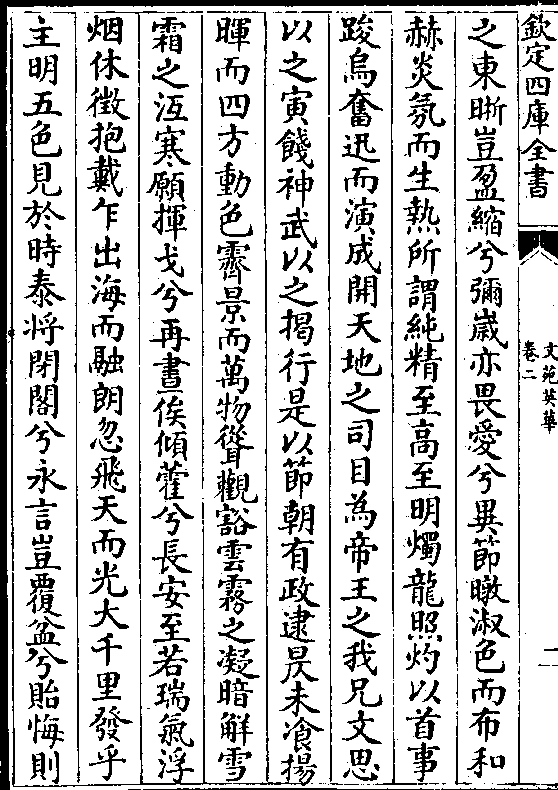 欽定四庫全書
文苑英華
卷二
之東晰豈盈縮兮彌嵗亦畏愛兮異節暾淑色而布和
赫炎氛而生熱所謂純精至高至明燭龍照灼以首事
踆烏奮迅而演成開天地之司目為帝王之我兄文思
以之寅餞神武以之揭行是以節朝有政逮昃未飡揚
暉而四方動色霽景而萬物聳觀豁雲霧之凝暗解雪
霜之沍寒願揮戈兮再晝俟傾藿兮長安至若瑞氣浮
烟休徴抱戴乍出海而融朗忽飛天而光大千里發乎
主明五色見於時泰将閉閣兮永言豈覆盆兮貽悔則